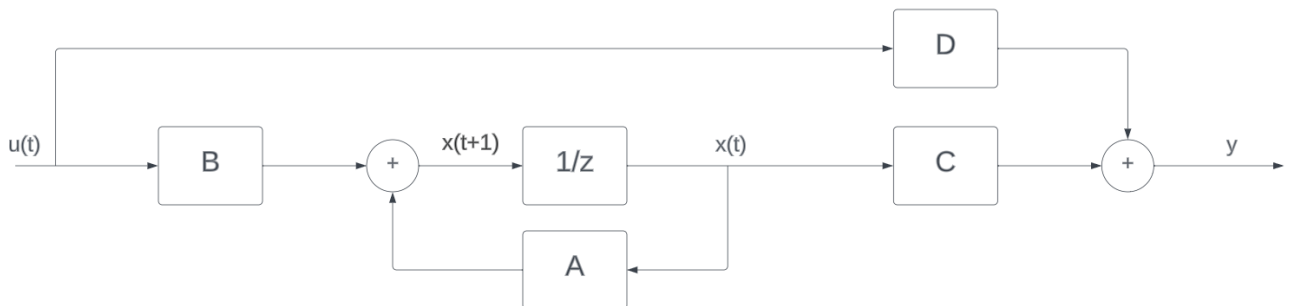 D
u(t)
B
+
x(t+1)
1/z
x(t)
C
+
y
A